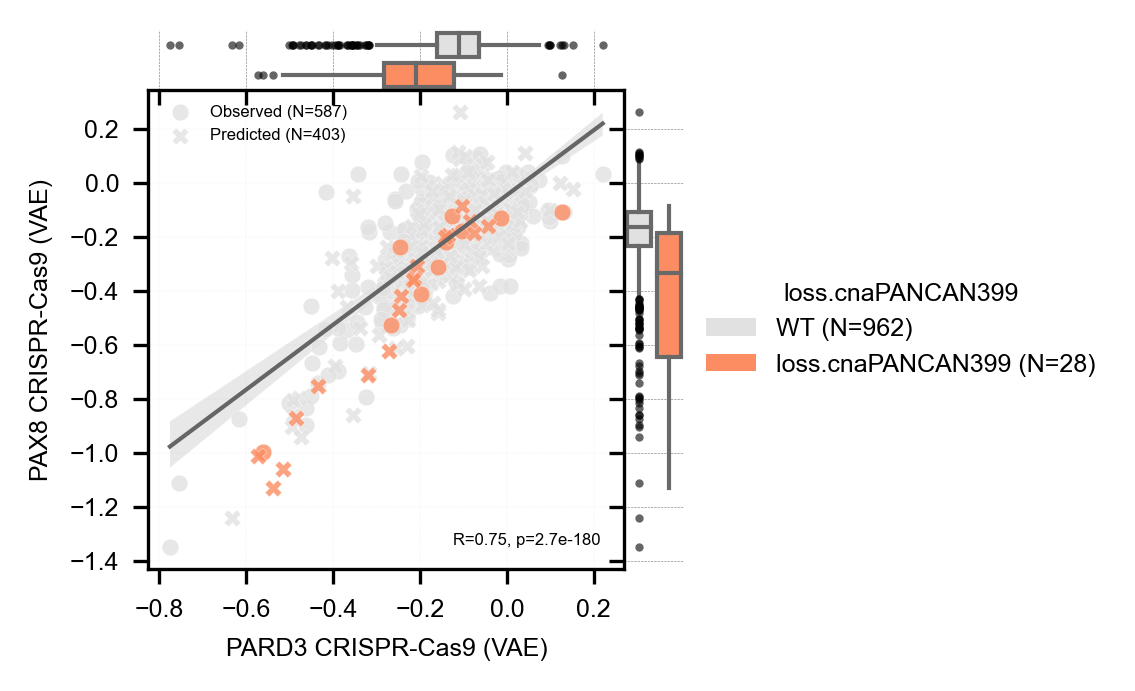 Observed (N=587)
Predicted (N=403)
0.2
0.0
−0.2
−0.4
−0.6
−0.8
−1.0
−1.2
−1.4
PAX8 CRISPR-Cas9 (VAE)
R=0.75, p=2.7e-180
−0.8 −0.6 −0.4 −0.2 0.0 0.2
PARD3 CRISPR-Cas9 (VAE)
loss.cnaPANCAN399
WT (N=962)
loss.cnaPANCAN399 (N=28)